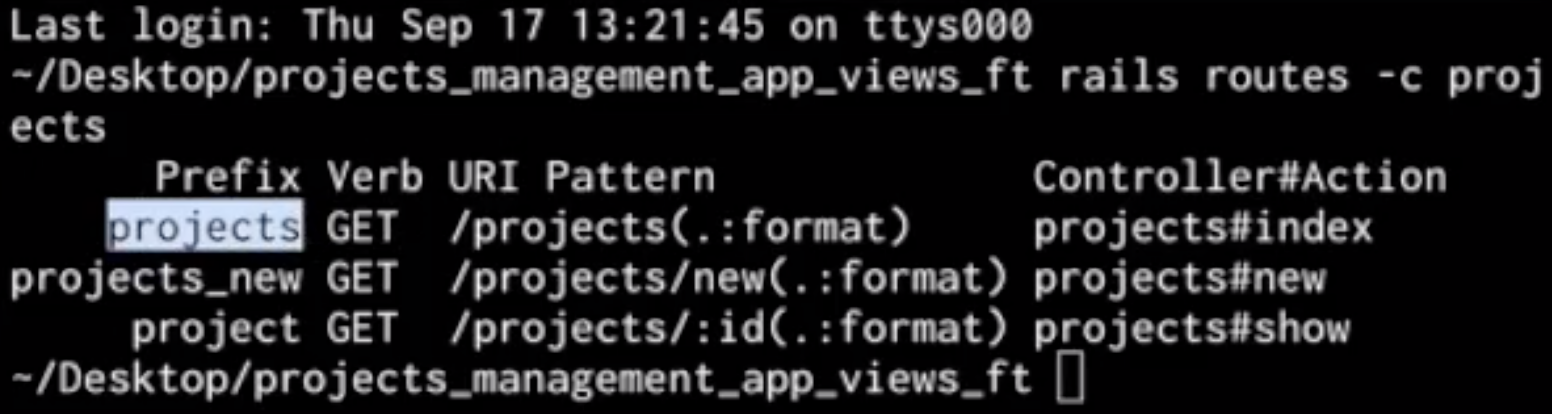 Last login: Thu Sep 17 13:21:45 on ttys000
~/Desktop/projects_management_app_views_ft rails routes -c proj
ects
Prefix Verb URI Pattern Controller#Action
projects GET /projects(.:format) projects#index
projects_new GET /projects/new(.:format) projects#new
project GET /projects/:id(.:format) projects#show
~/Desktop/projects_management_app_views_ft